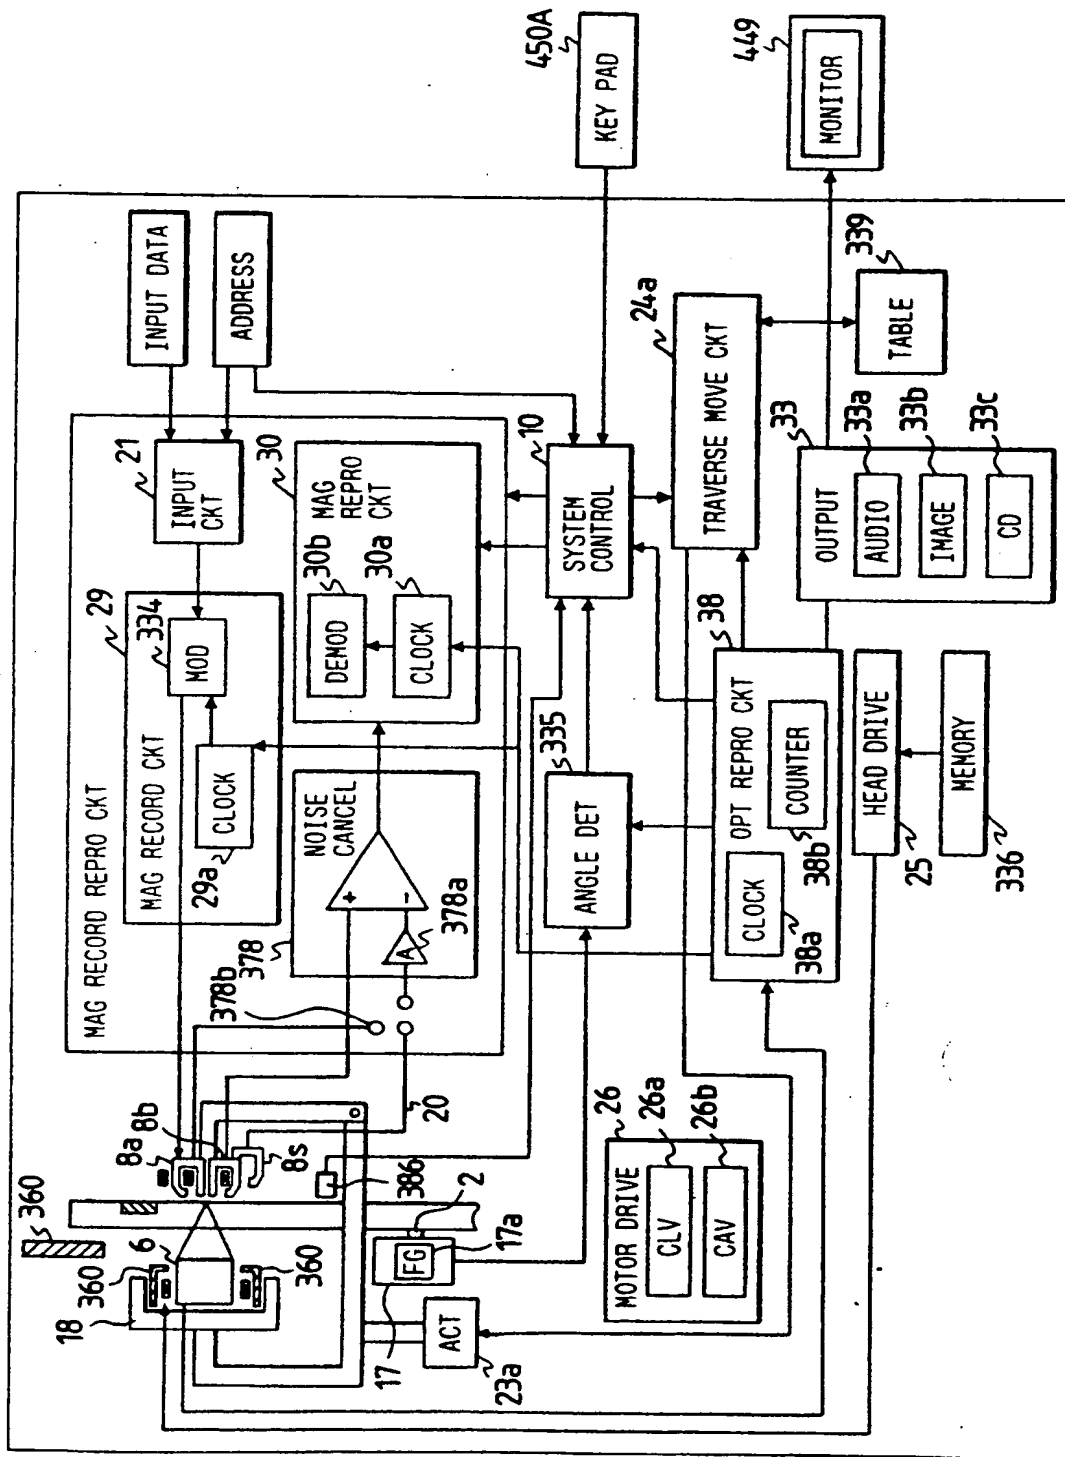 360
360
6
360
18
8a
8b
8s
386
2
17a
FG
17
ACT
23a
20
MAG RECORD REPRO CKT
MAG RECORD CKT
29
334
MOD
CLOCK
29a
21
INPUT
CKT
INPUT DATA
ADDRESS
378
NOISE
CANCEL
+
-
A
378a
378b
30
MAG
REPRO
CKT
30b
DEMOD
30a
CLOCK
10
SYSTEM
CONTROL
335
ANGLE DET
KEY PAD
450A
TRAVERSE MOVE CKT
24a
TABLE
339
MONITOR
449
MOTOR DRIVE
26
CLV
26a
CAV
26b
OPT REPRO CKT
38
CLOCK
38a
COUNTER
38b
OUTPUT
33
AUDIO
33a
IMAGE
33b
CD
33c
HEAD DRIVE
25
MEMORY
336